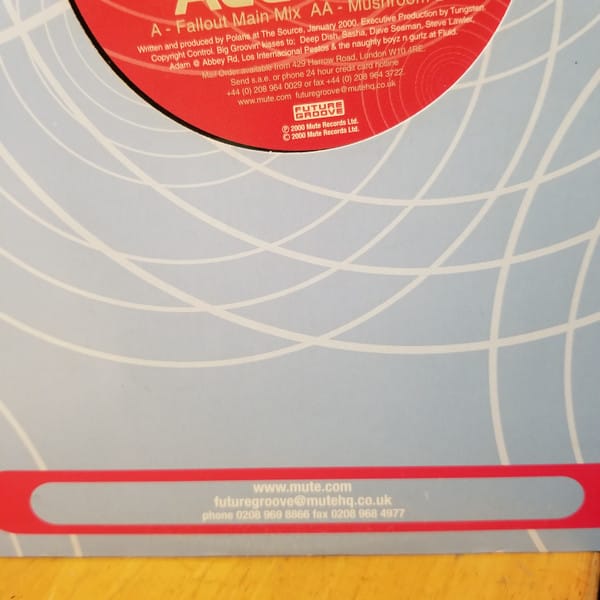 A - Fallout Main Mix AA - Mushroom
Written and produced by Polaris at The Source, January 2000. Executive Production by Tungsten.
Copyright Control. Big Groovin' kisses to: Deep Dish, Basha, Dave Seaman, Steve Lawler,
Adam @ Abbey Rd, Los Internacional Pestos & the naughty boyz n gurlz at Fluid.
Mail Order available from 429 Harrow Road, London W10 4RE.
Send s.a.e. or phone 24 hour credit card hotline
+44 (0) 208 964 0029 or fax +44 (0) 208 964 3722.
www.mute.com futuregroove@mutehq.co.uk
FUTURE
GROOVE
℗ 2000 Mute Records Ltd.
© 2000 Mute Records Ltd.
www.mute.com
futuregroove@mutehq.co.uk
phone 0208 969 8866 fax 0208 968 4977